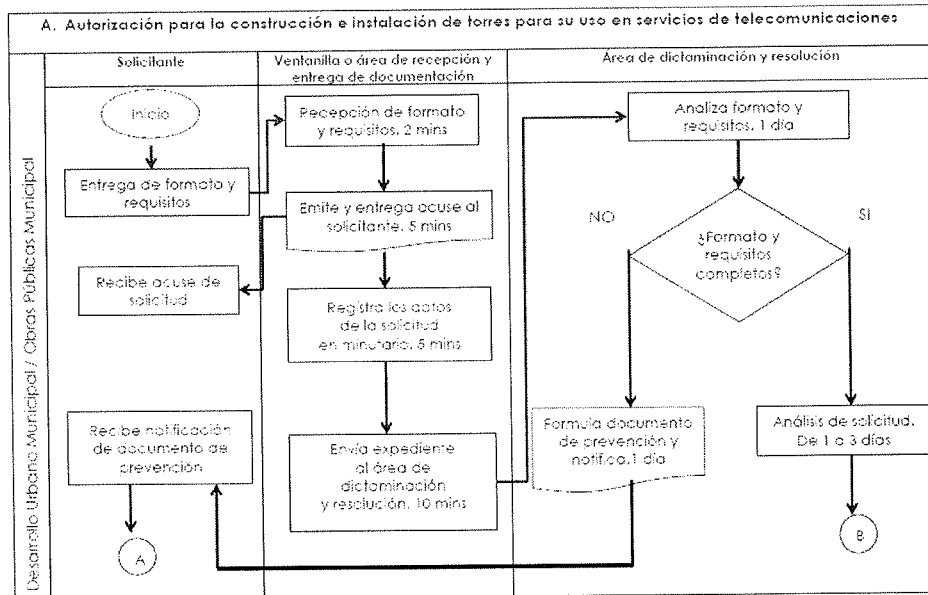 A. Autorización para la construcción e instalación de torres para su uso en servicios de telecomunicaciones
Desarrollo Urbano Municipal / Obras Públicas Municipal
Solicitante
Ventanilla o área de recepción y
entrega de documentación
Área de dictaminación y resolución
Inicio
Entrega de formato y
requisitos
Recepción de formato
y requisitos. 2 mins
Emite y entrega acuse al
solicitante. 5 mins
Recibe acuse de
solicitud
Registra los datos
de la solicitud
en minutario. 5 mins
Envía expediente
al área de
dictaminación
y resolución. 10 mins
Analiza formato y
requisitos. 1 día
¿Formato y
requisitos
completos?
NO
SI
Formula documento
de prevención y
notifica. 1 día
Análisis de solicitud.
De 1 a 3 días
Recibe notificación
de documento de
prevención
A
B